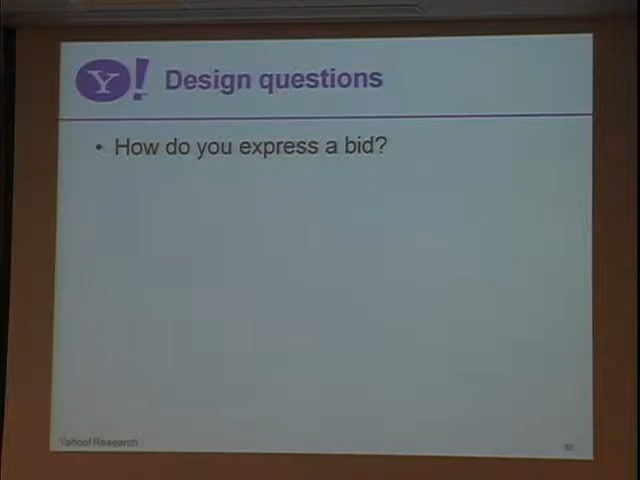 Y! Design questions
• How do you express a bid?
Yahoo! Research